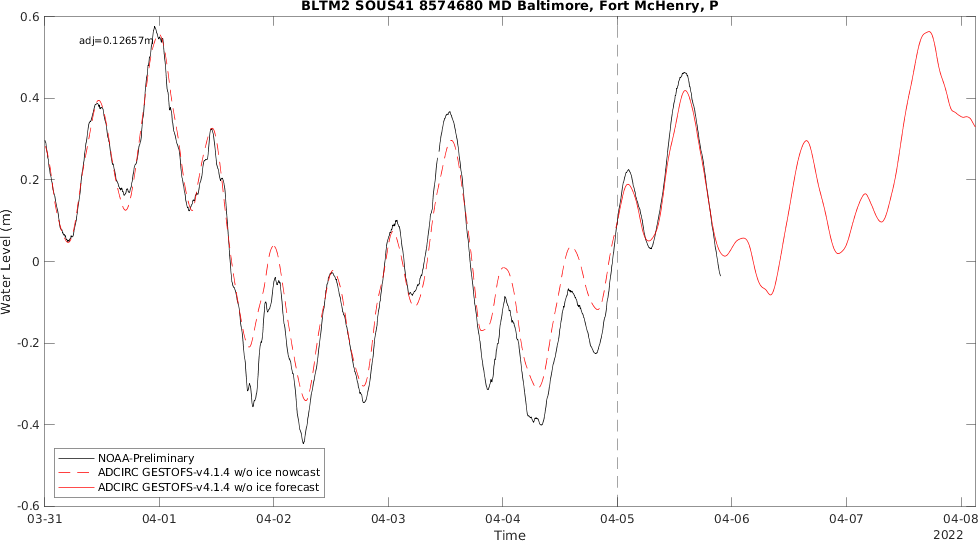 BLTM2 SOUS41 8574680 MD Baltimore, Fort McHenry, P
adj=0.12657m
0.6
0.4
0.2
0
-0.2
-0.4
-0.6
Water Level (m)
NOAA-Preliminary
ADCIRC GESTOFS-v4.1.4 w/o ice nowcast
ADCIRC GESTOFS-v4.1.4 w/o ice forecast
03-31 04-01 04-02 04-03 04-04 04-05 04-06 04-07 04-08
Time
2022